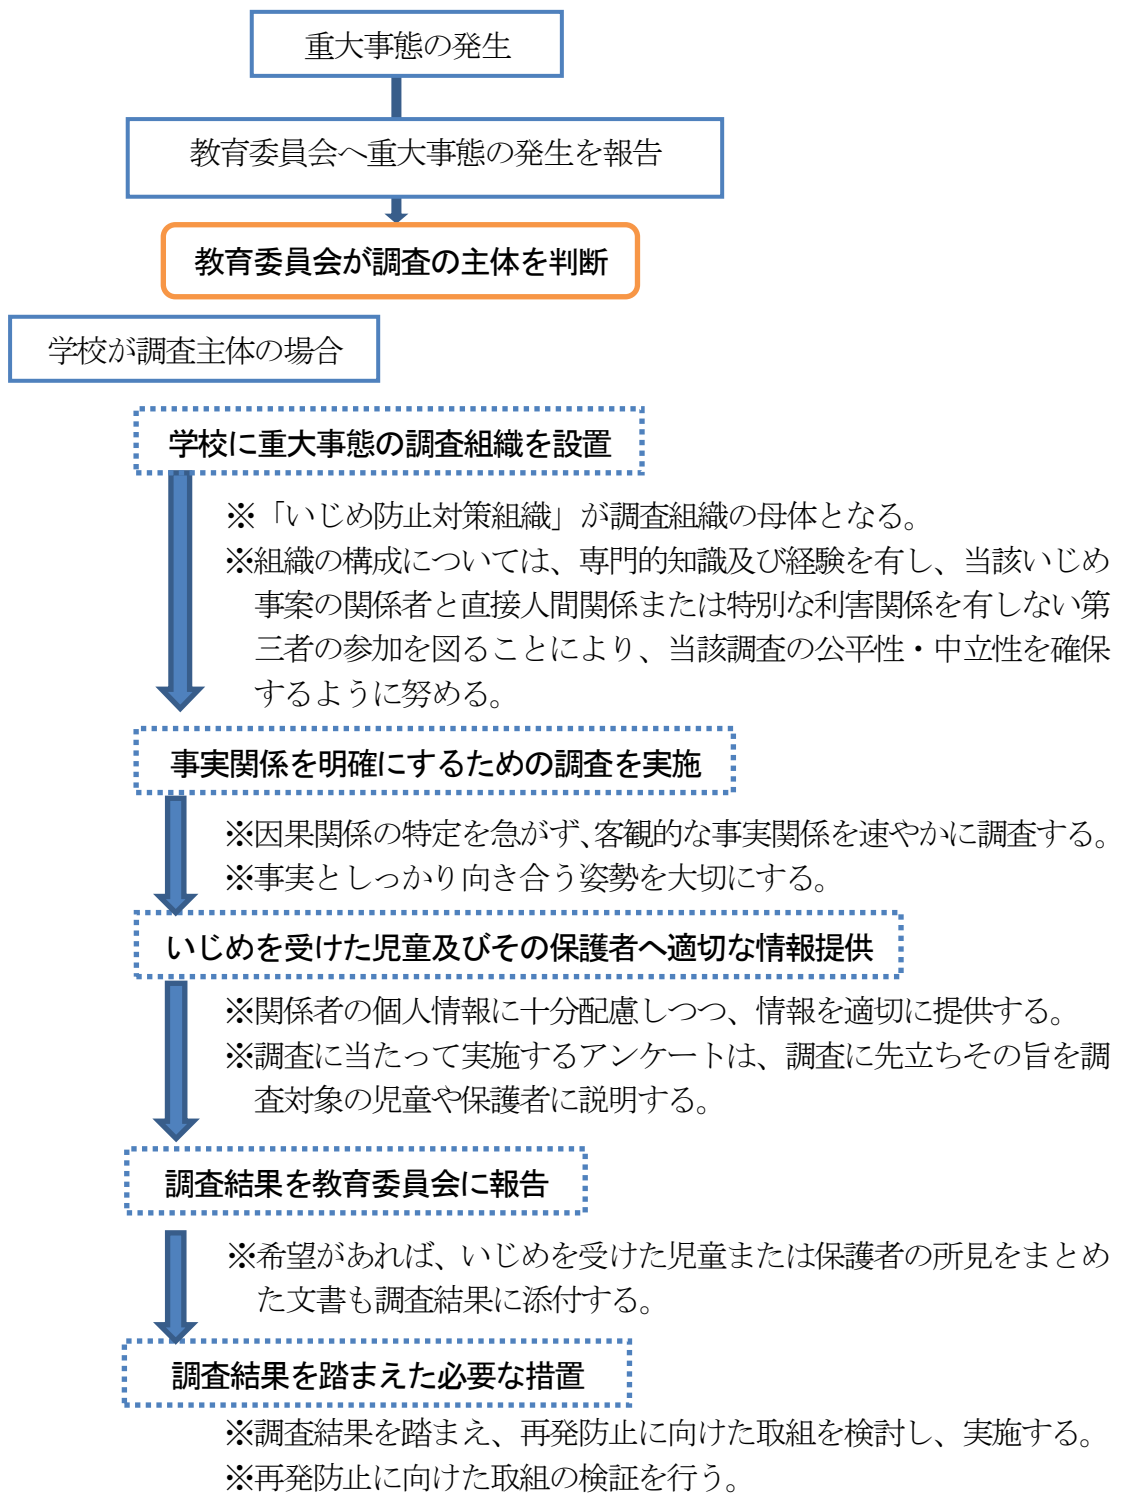 重大事態の発生
教育委員会へ重大事態の発生を報告
教育委員会が調査の主体を判断
学校が調査主体の場合
学校に重大事態の調査組織を設置
※「いじめ防止対策組織」が調査組織の母体となる。
※組織の構成については、専門的知識及び経験を有し、当該いじめ
事案の関係者と直接人間関係または特別な利害関係を有しない第
三者の参加を図ることにより、当該調査の公平性・中立性を確保
するように努める。
事実関係を明確にするための調査を実施
※因果関係の特定を急がず、客観的な事実関係を速やかに調査する。
※事実としっかり向き合う姿勢を大切にする。
いじめを受けた児童及びその保護者へ適切な情報提供
※関係者の個人情報に十分配慮しつつ、情報を適切に提供する。
※調査に当たって実施するアンケートは、調査に先立ちその旨を調
査対象の児童や保護者に説明する。
調査結果を教育委員会に報告
※希望があれば、いじめを受けた児童または保護者の所見をまとめ
た文書も調査結果に添付する。
調査結果を踏まえた必要な措置
※調査結果を踏まえ、再発防止に向けた取組を検討し、実施する。
※再発防止に向けた取組の検証を行う。